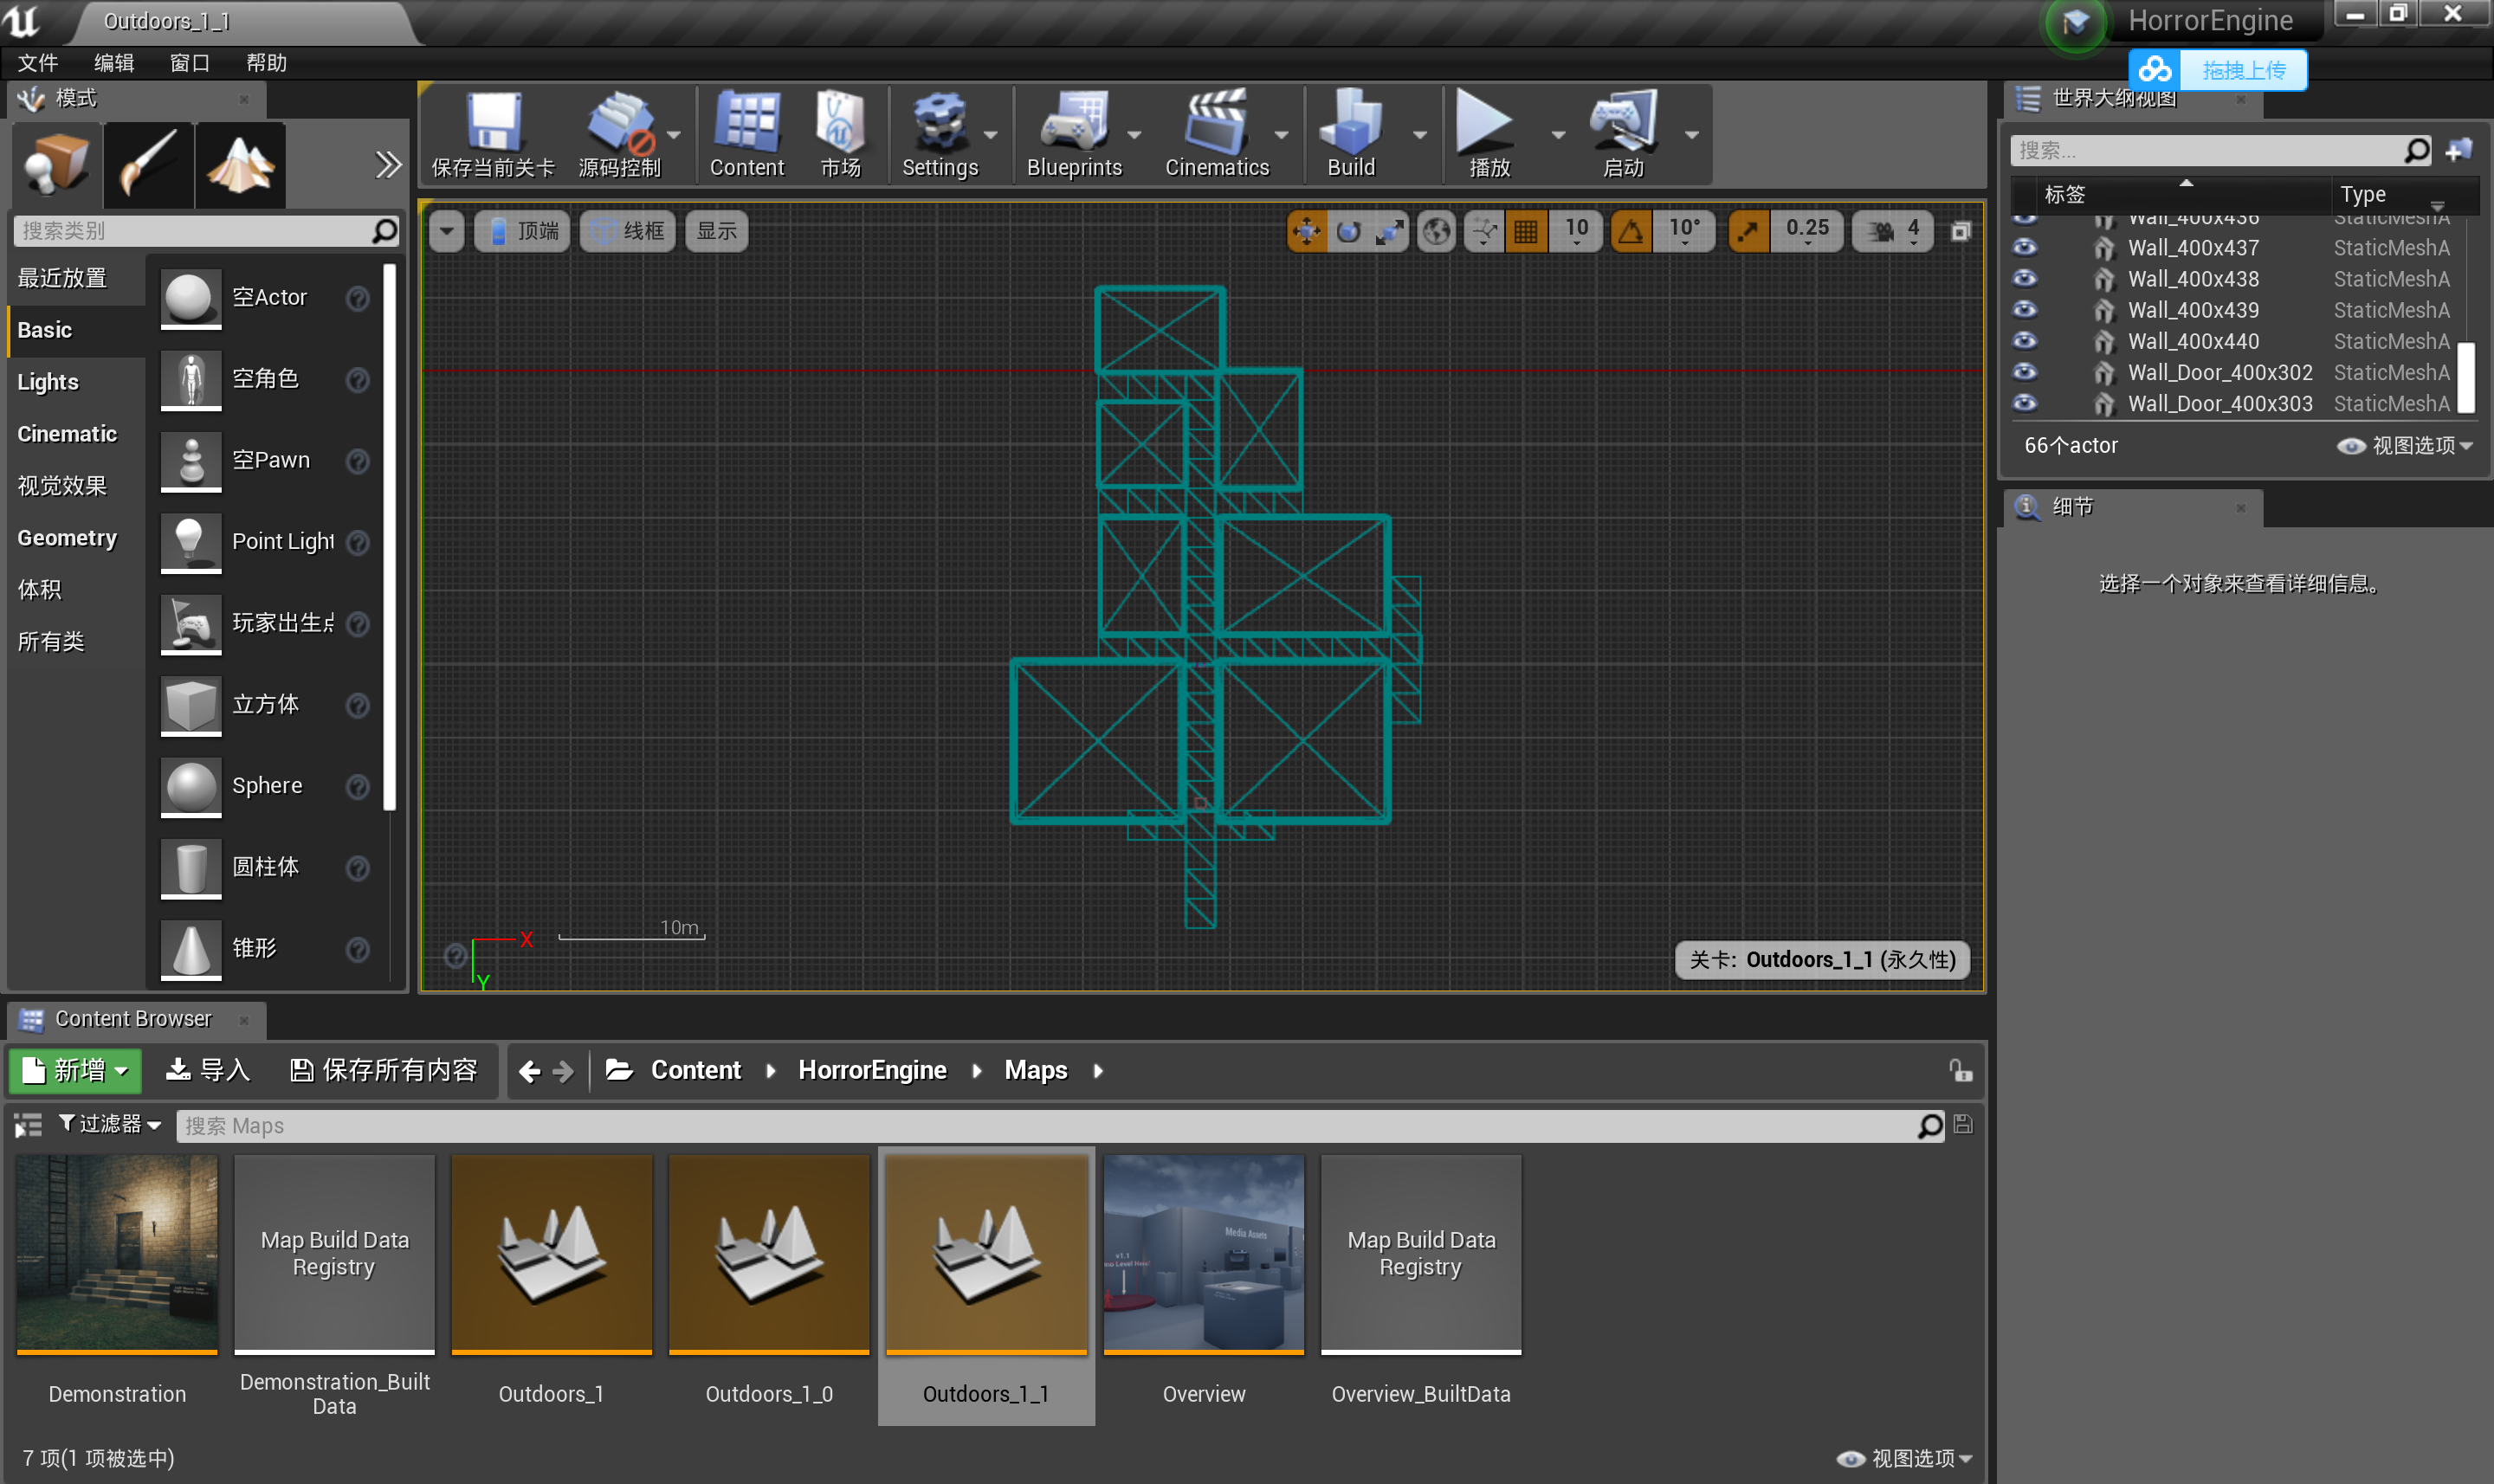 Outdoors_1_1
HorrorEngine
文件 编辑 窗口 帮助
拖拽上传
模式
世界大纲视图
保存当前关卡 源码控制 Content 市场 Settings Blueprints Cinematics Build 播放 启动
搜索...
标签 Type
搜索类别
顶端 线框 显示 10 10° 0.25 4
Wall_400x436 StaticMeshA
Wall_400x437 StaticMeshA
Wall_400x438 StaticMeshA
Wall_400x439 StaticMeshA
Wall_400x440 StaticMeshA
Wall_Door_400x302 StaticMeshA
Wall_Door_400x303 StaticMeshA
66个actor 视图选项
细节
选择一个对象来查看详细信息。
最近放置
Basic
Lights
Cinematic
视觉效果
Geometry
体积
所有类
空Actor
空角色
空Pawn
Point Light
玩家出生点
立方体
Sphere
圆柱体
锥形
X
Y
10m
关卡: Outdoors_1_1 (永久性)
Content Browser
新增 导入 保存所有内容 Content HorrorEngine Maps
过滤器 搜索 Maps
Map Build Data
Registry
Media Assets
v1.1
Map Build Data
Registry
Demonstration
Demonstration_Built
Data
Outdoors_1
Outdoors_1_0
Outdoors_1_1
Overview
Overview_BuiltData
7 项(1 项被选中) 视图选项